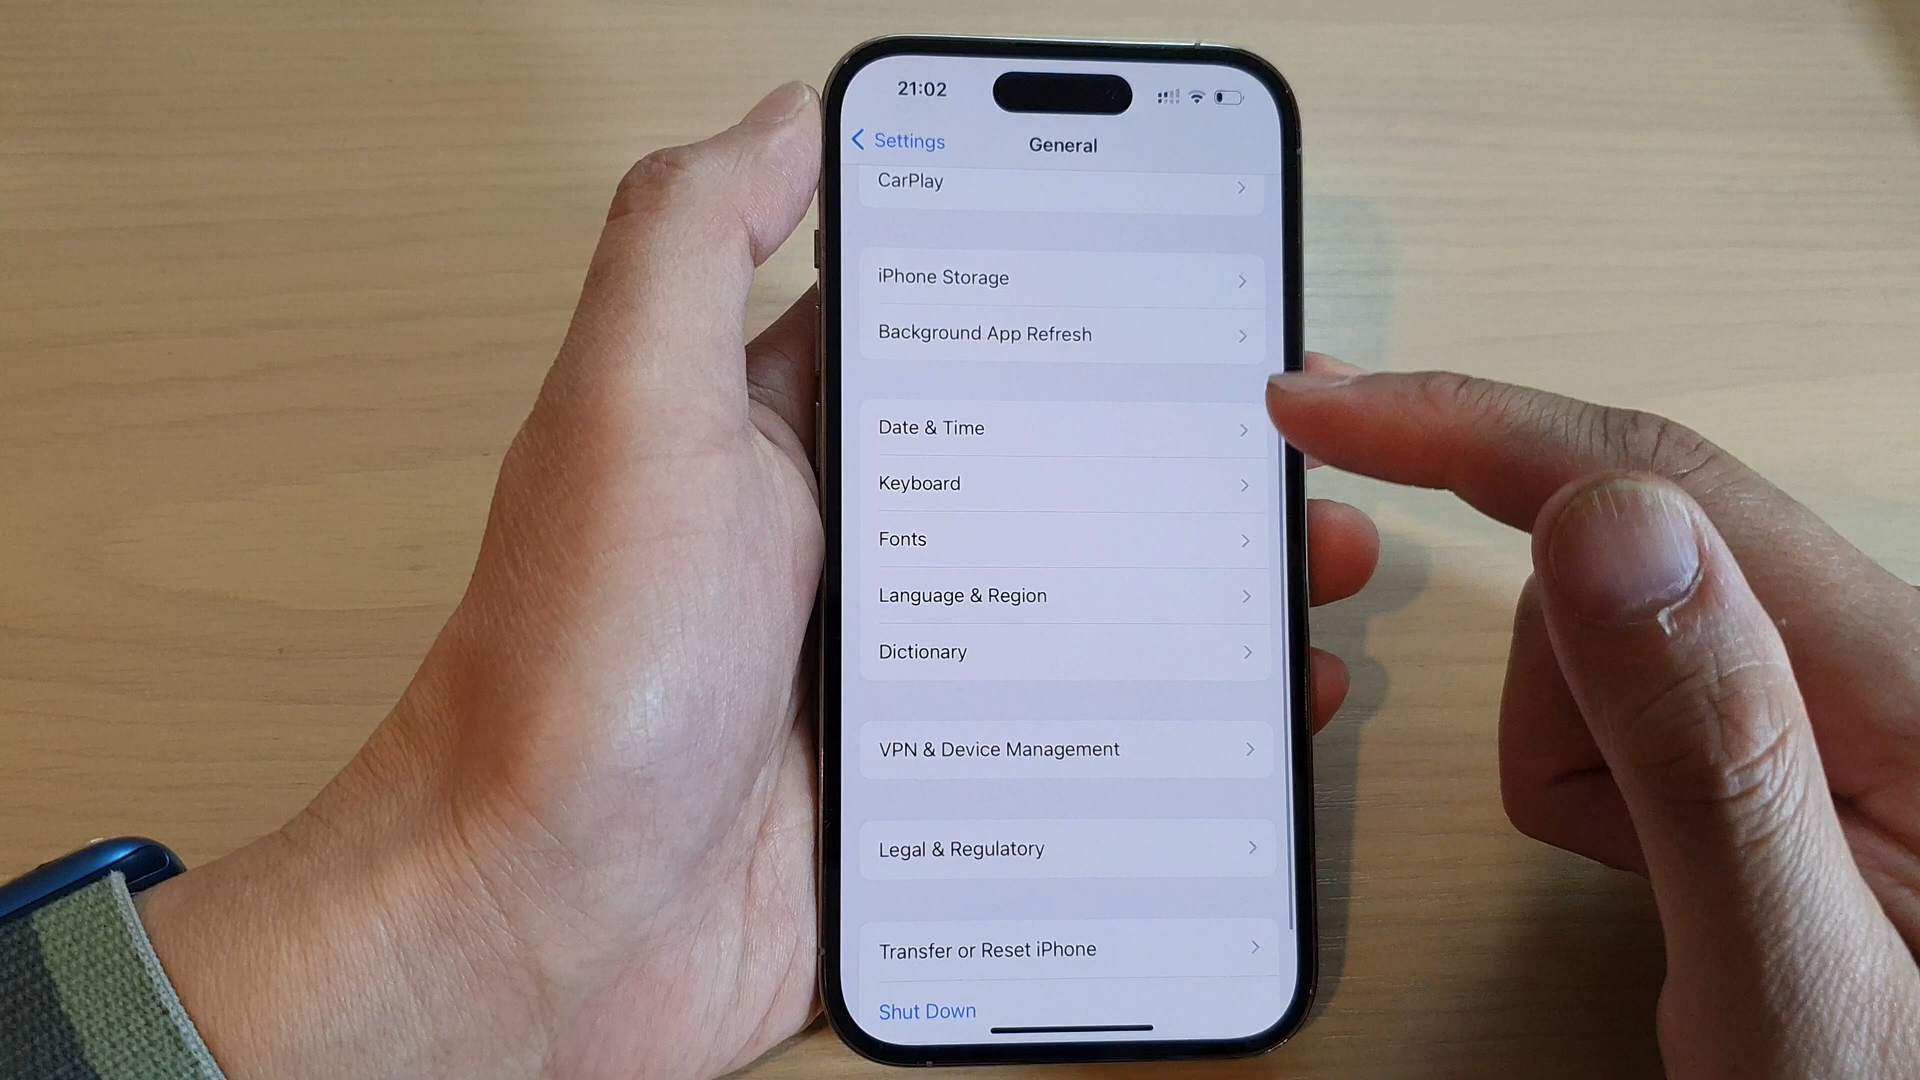 21:02
Settings
General
CarPlay
iPhone Storage
Background App Refresh
Date & Time
Keyboard
Fonts
Language & Region
Dictionary
VPN & Device Management
Legal & Regulatory
Transfer or Reset iPhone
Shut Down